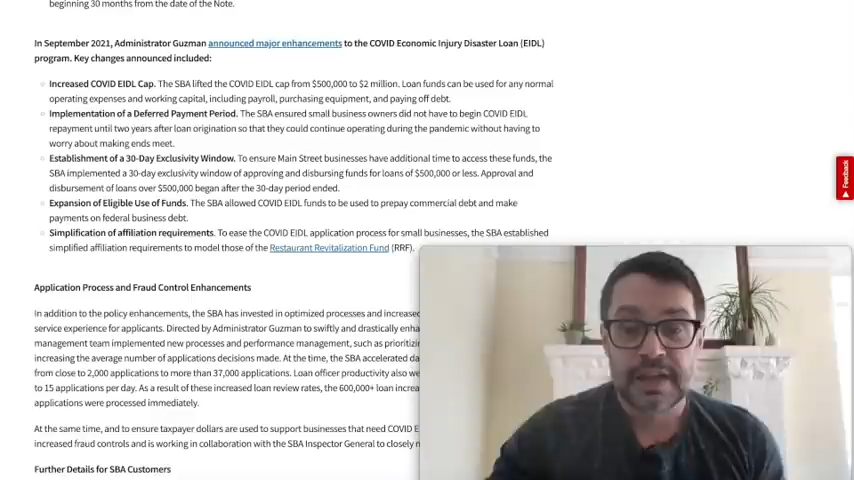 beginning 30 months from the date of the Note.
In September 2021, Administrator Guzman announced major enhancements to the COVID Economic Injury Disaster Loan (EIDL)
program. Key changes announced included:
Increased COVID EIDL Cap. The SBA lifted the COVID EIDL cap from $500,000 to $2 million. Loan funds can be used for any normal
operating expenses and working capital, including payroll, purchasing equipment, and paying off debt.
Implementation of a Deferred Payment Period. The SBA ensured small business owners did not have to begin COVID EIDL
repayment until two years after loan origination so that they could continue operating during the pandemic without having to
worry about making ends meet.
Establishment of a 30-Day Exclusivity Window. To ensure Main Street businesses have additional time to access these funds, the
SBA implemented a 30-day exclusivity window of approving and disbursing funds for loans of $500,000 or less. Approval and
disbursement of loans over $500,000 began after the 30-day period ended.
Expansion of Eligible Use of Funds. The SBA allowed COVID EIDL funds to be used to prepay commercial debt and make
payments on federal business debt.
Simplification of affiliation requirements. To ease the COVID EIDL application process for small businesses, the SBA established
simplified affiliation requirements to model those of the Restaurant Revitalization Fund (RRF).
Application Process and Fraud Control Enhancements
In addition to the policy enhancements, the SBA has invested in optimized processes and increased
service experience for applicants. Directed by Administrator Guzman to swiftly and drastically enha
management team implemented new processes and performance management, such as prioritizi
increasing the average number of applications decisions made. At the time, the SBA accelerated da
from close to 2,000 applications to more than 37,000 applications. Loan officer productivity also we
to 15 applications per day. As a result of these increased loan review rates, the 600,000+ loan increa
applications were processed immediately.
At the same time, and to ensure taxpayer dollars are used to support businesses that need COVID E
increased fraud controls and is working in collaboration with the SBA Inspector General to closely n
Further Details for SBA Customers
Feedback